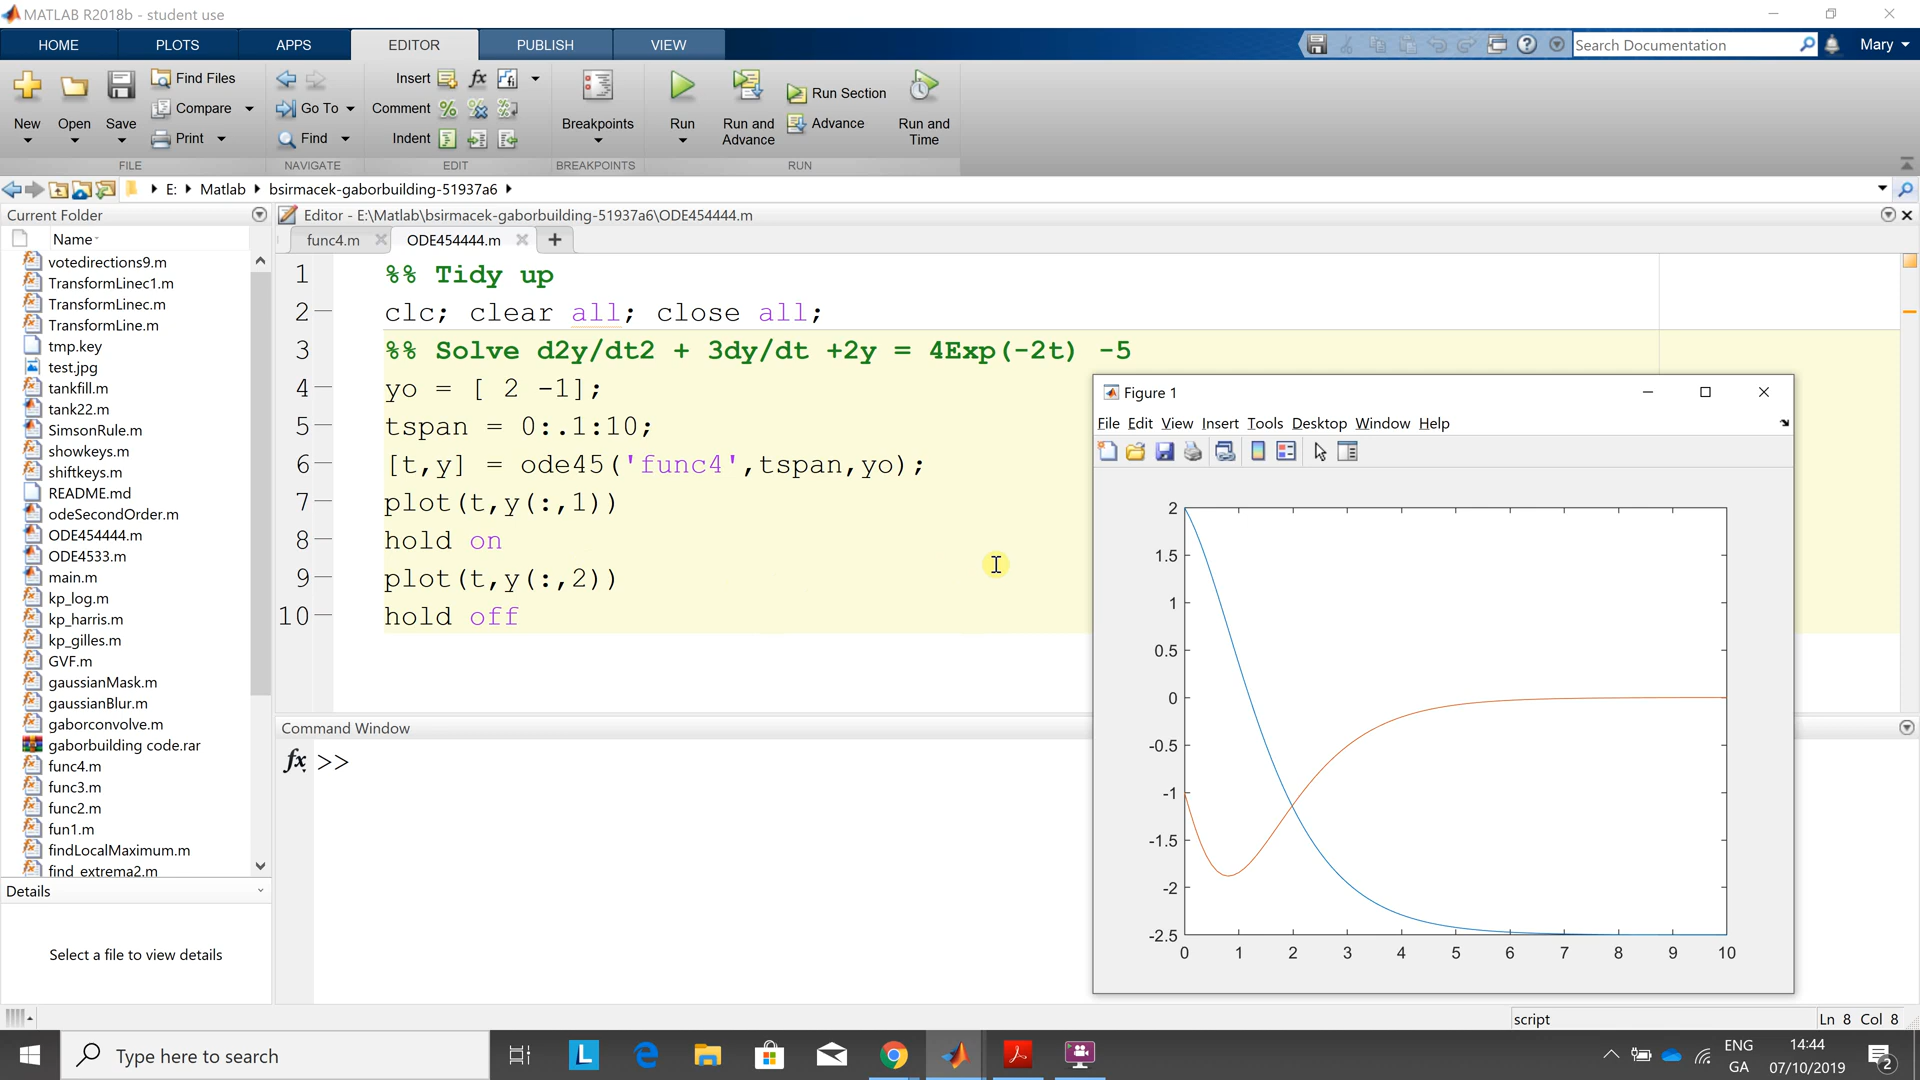 MATLAB R2018b - student use
HOME
PLOTS
APPS
EDITOR
PUBLISH
VIEW
Search Documentation
Mary
New
Open
Save
Find Files
Compare
Print
FILE
Go To
Find
NAVIGATE
Insert
fx
Comment
Indent
EDIT
Breakpoints
BREAKPOINTS
Run
Run and
Advance
Run Section
Advance
Run and
Time
RUN
E:
Matlab
bsirmacek-gaborbuilding-51937a6
Current Folder
Name
votedirections9.m
TransformLinec1.m
TransformLinec.m
TransformLine.m
tmp.key
test.jpg
tankfill.m
tank22.m
SimsonRule.m
showkeys.m
shiftkeys.m
README.md
odeSecondOrder.m
ODE454444.m
ODE4533.m
main.m
kp_log.m
kp_harris.m
kp_gilles.m
GVF.m
gaussianMask.m
gaussianBlur.m
gaborconvolve.m
gaborbuilding code.rar
func4.m
func3.m
func2.m
fun1.m
findLocalMaximum.m
find_extrema2.m
Details
Select a file to view details
Editor - E:\Matlab\bsirmacek-gaborbuilding-51937a6\ODE454444.m
func4.m
ODE454444.m
1 %% Tidy up
2 clc; clear all; close all;
3 %% Solve d2y/dt2 + 3dy/dt +2y = 4Exp(-2t) -5
4 yo = [ 2 -1];
5 tspan = 0:.1:10;
6 [t,y] = ode45('func4',tspan,yo);
7 plot(t,y(:,1))
8 hold on
9 plot(t,y(:,2))
10 hold off
Command Window
fx >>
Figure 1
File Edit View Insert Tools Desktop Window Help
2
1.5
1
0.5
0
-0.5
-1
-1.5
-2
-2.5
0 1 2 3 4 5 6 7 8 9 10
script
Ln 8 Col 8
Type here to search
L
ENG
GA
14:44
07/10/2019
2